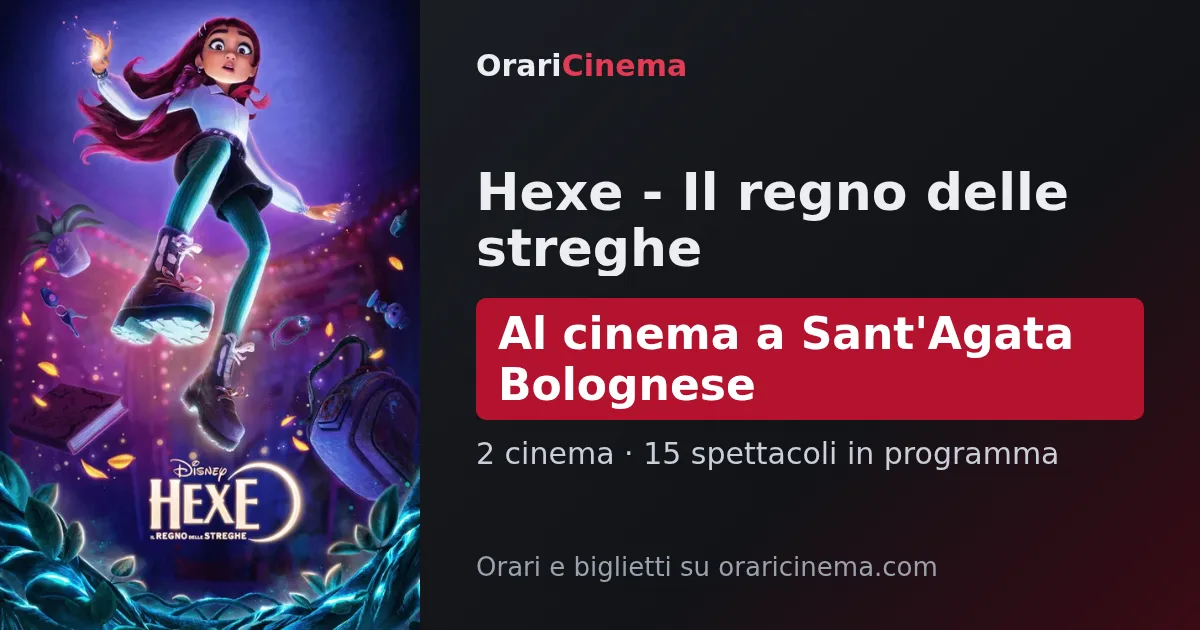 OrariCinema
Hexe - Il regno delle
streghe
Al cinema a Sant'Agata
Bolognese
2 cinema · 15 spettacoli in programma
Orari e biglietti su oraricinema.com
Disney
HEXE
IL REGNO DELLE STREGHE